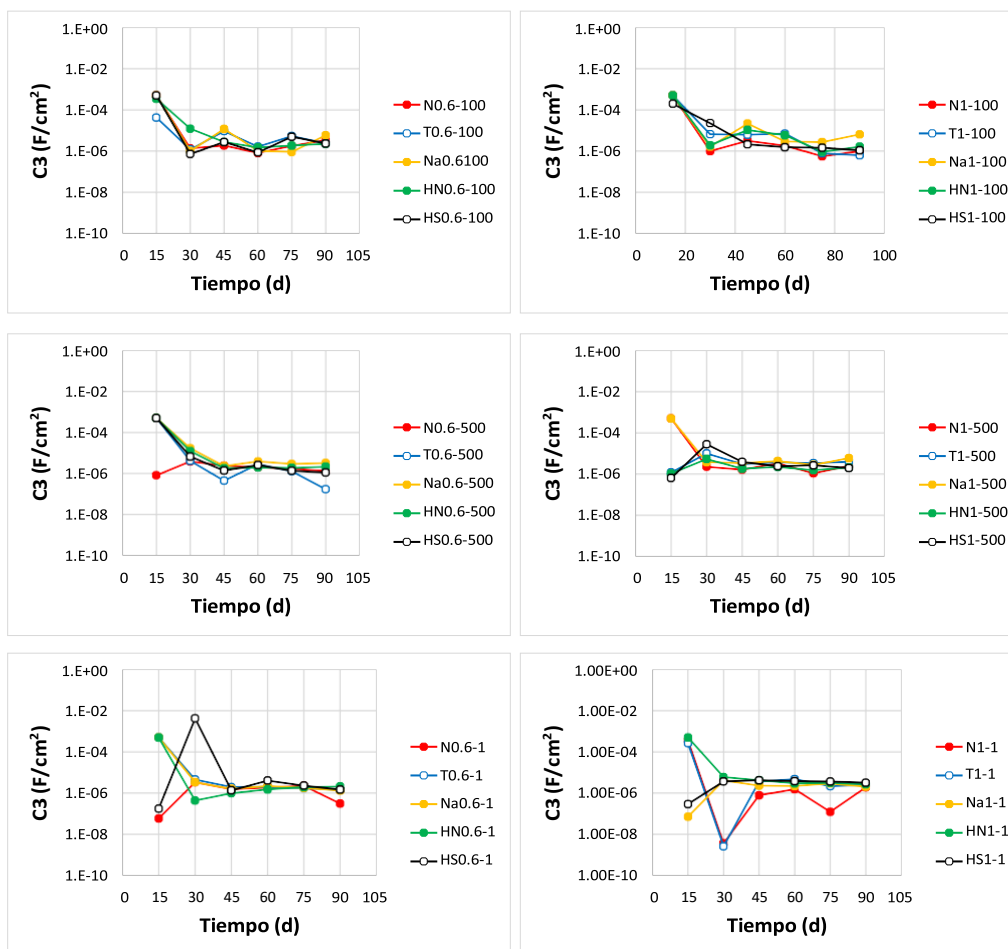 1.E+00
1.E-02
1.E-04
1.E-06
1.E-08
1.E-10
C3 (F/cm²)
0 15 30 45 60 75 90 105
Tiempo (d)
N0.6-100
T0.6-100
Na0.6100
HN0.6-100
HS0.6-100
1.E+00
1.E-02
1.E-04
1.E-06
1.E-08
1.E-10
C3 (F/cm²)
0 20 40 60 80 100
Tiempo (d)
N1-100
T1-100
Na1-100
HN1-100
HS1-100
1.E+00
1.E-02
1.E-04
1.E-06
1.E-08
1.E-10
C3 (F/cm²)
0 15 30 45 60 75 90 105
Tiempo (d)
N0.6-500
T0.6-500
Na0.6-500
HN0.6-500
HS0.6-500
1.E+00
1.E-02
1.E-04
1.E-06
1.E-08
1.E-10
C3 (F/cm²)
0 15 30 45 60 75 90 105
Tiempo (d)
N1-500
T1-500
Na1-500
HN1-500
HS1-500
1.E+00
1.E-02
1.E-04
1.E-06
1.E-08
1.E-10
C3 (F/cm²)
0 15 30 45 60 75 90 105
Tiempo (d)
N0.6-1
T0.6-1
Na0.6-1
HN0.6-1
HS0.6-1
1.00E+00
1.00E-02
1.00E-04
1.00E-06
1.00E-08
1.00E-10
C3 (F/cm²)
0 15 30 45 60 75 90 105
Tiempo (d)
N1-1
T1-1
Na1-1
HN1-1
HS1-1